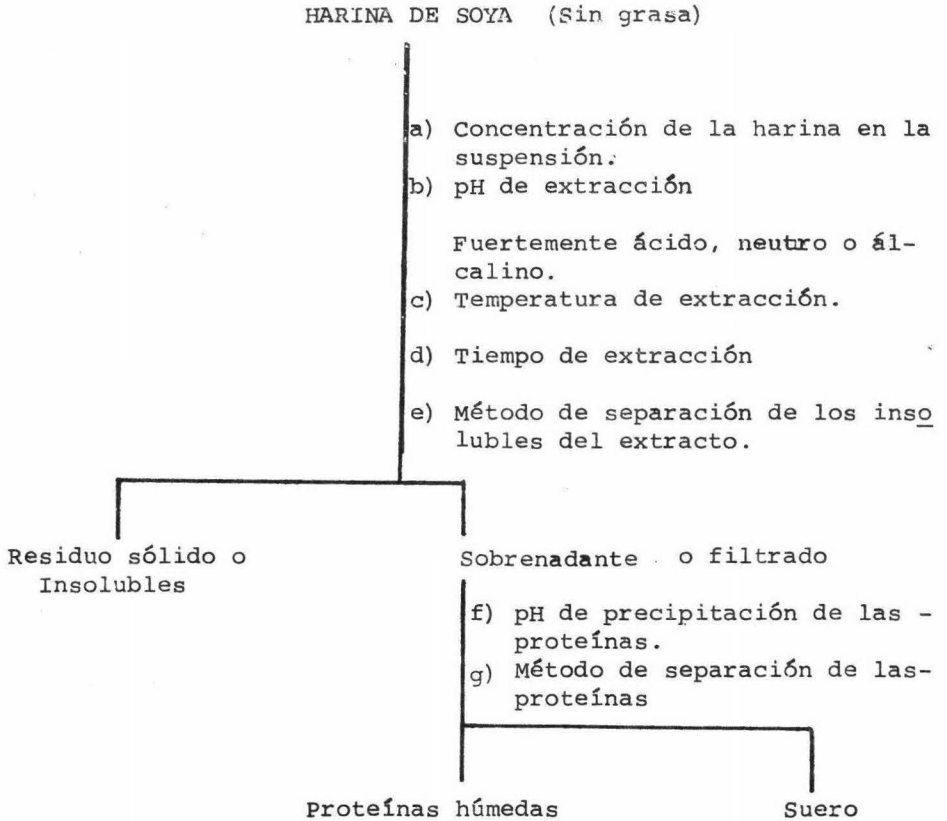 HARINA DE SOYA (Sin grasa)
a) Concentración de la harina en la
suspensión.
b) pH de extracción
Fuertemente ácido, neutro o ál-
calino.
c) Temperatura de extracción.
d) Tiempo de extracción
e) Método de separación de los inso
lubles del extracto.
Residuo sólido o
Insolubles
Sobrenadante o filtrado
f) pH de precipitación de las -
proteínas.
g) Método de separación de las-
proteínas
Proteínas húmedas
Suero